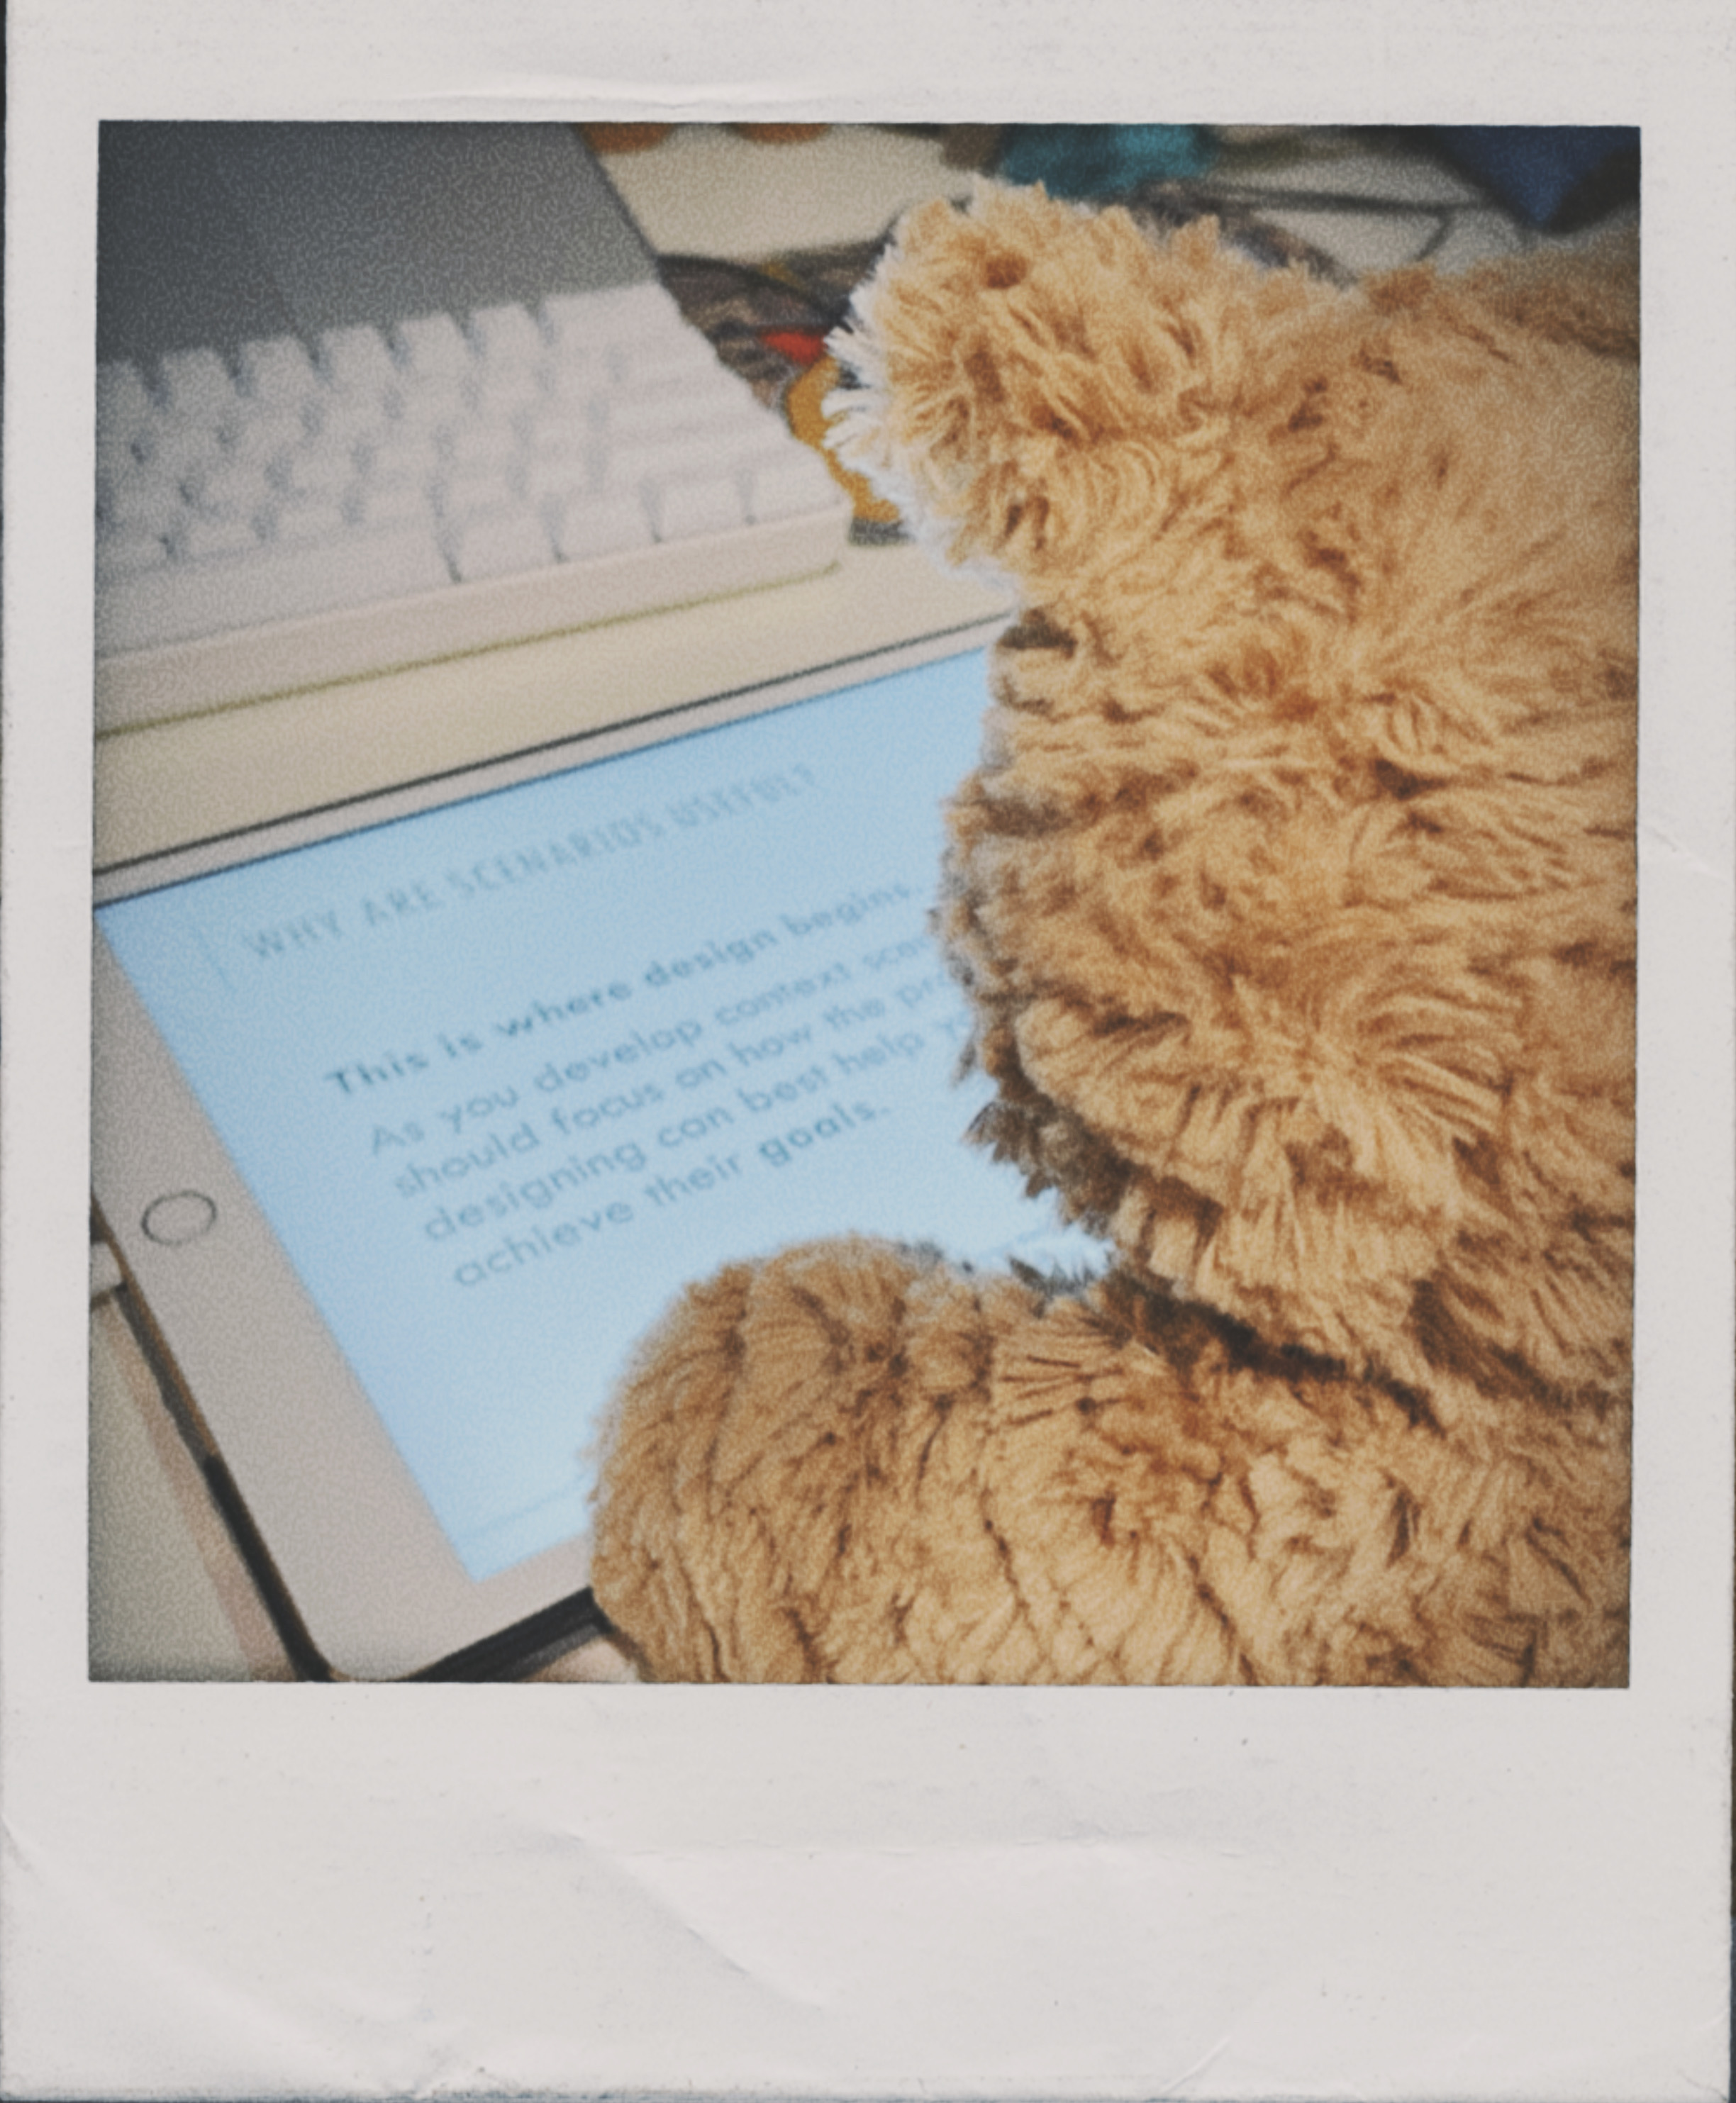 WHY ARE SCENARIOS USEFUL?
This is where design begins.
As you develop context
should focus on how the
designing can best help
achieve their goals.